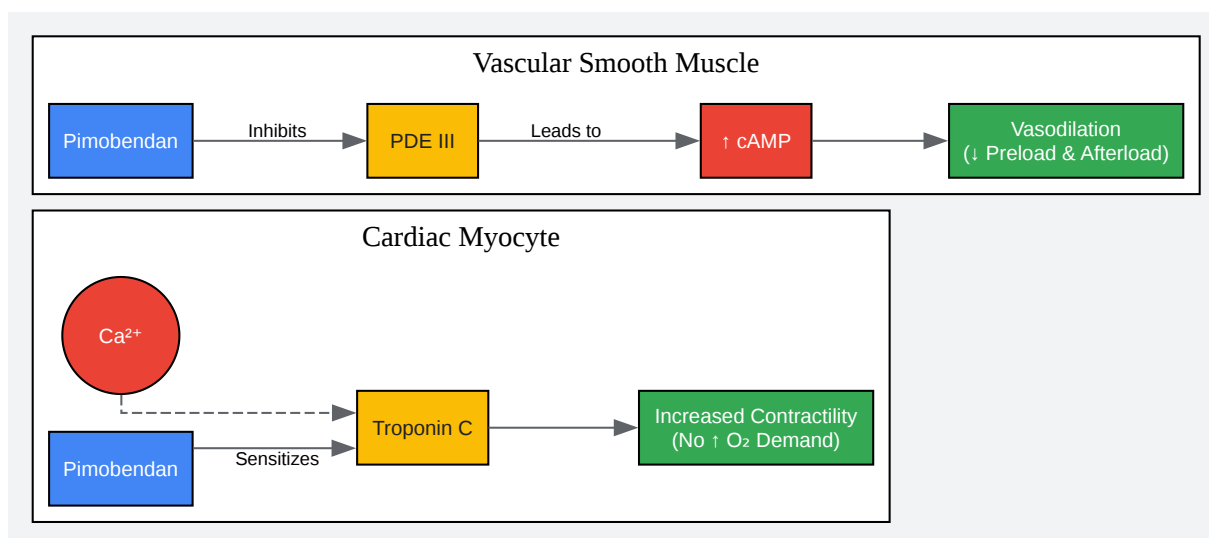 Vascular Smooth Muscle
Pimobendan
Inhibits
PDE III
Leads to
↑ cAMP
Vasodilation
(↓ Preload & Afterload)
Cardiac Myocyte
Ca²⁺
Pimobendan
Sensitizes
Troponin C
Increased Contractility
(No ↑ O₂ Demand)